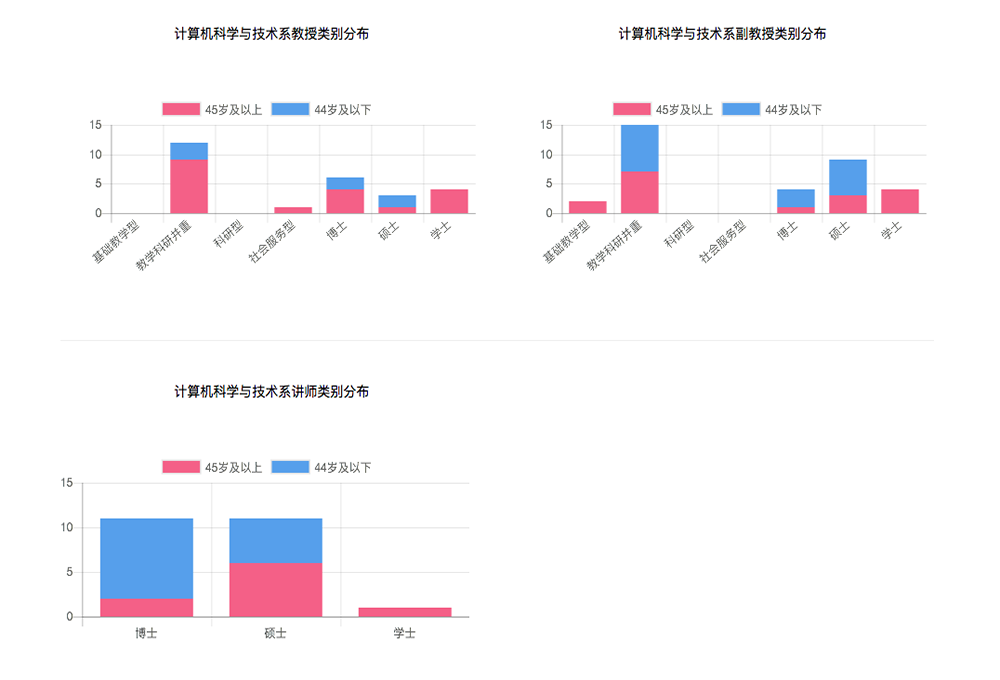 计算机科学与技术系教授类别分布
45岁及以上 44岁及以下
15
10
5
0
基础教学型 教学科研并重 科研型 社会服务型 博士 硕士 学士
计算机科学与技术系副教授类别分布
45岁及以上 44岁及以下
15
10
5
0
基础教学型 教学科研并重 科研型 社会服务型 博士 硕士 学士
计算机科学与技术系讲师类别分布
45岁及以上 44岁及以下
15
10
5
0
博士 硕士 学士